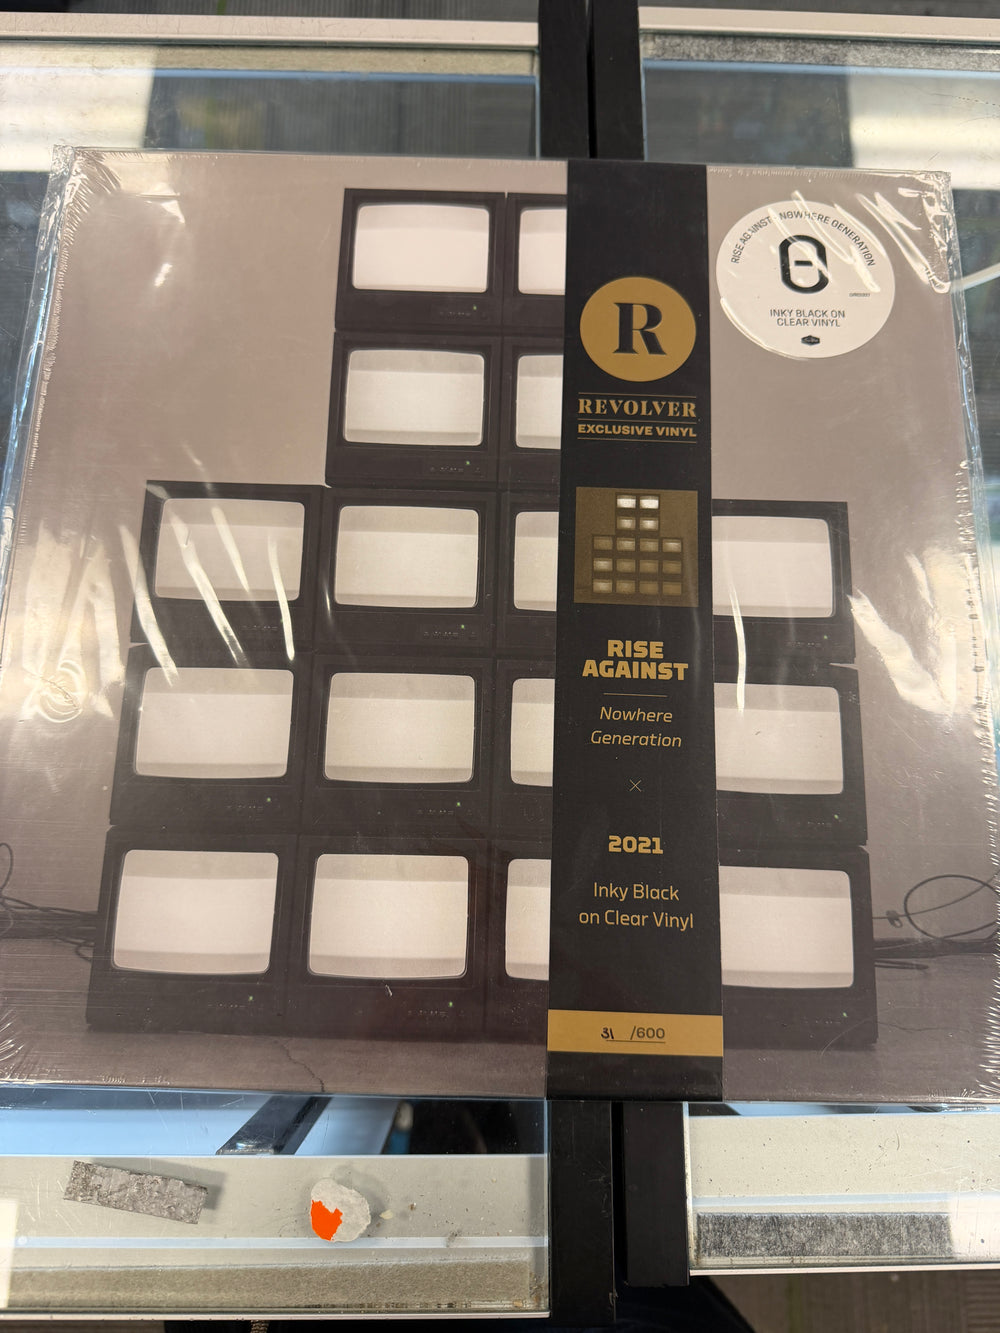 R
REVOLVER
EXCLUSIVE VINYL
RISE
AGAINST
Nowhere
Generation
×
2021
Inky Black
on Clear Vinyl
31 /600
RISE AGAINST · NOWHERE GENERATION
INKY BLACK ON
CLEAR VINYL